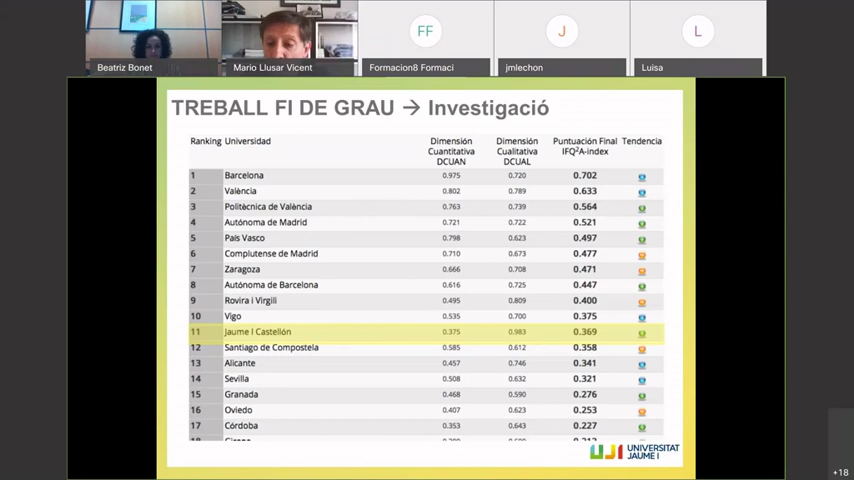 FF
J
L
Beatriz Bonet
Mario Llusar Vicent
Formacion8 Formaci
jmlechon
Luisa
TREBALL FI DE GRAU → Investigació
Ranking Universidad Dimensión Cuantitativa DCUAN Dimensión Cualitativa DCUAL Puntuación Final IFQ²A-index Tendencia
1 Barcelona 0.975 0.720 0.702
2 València 0.802 0.789 0.633
3 Politècnica de València 0.763 0.739 0.564
4 Autónoma de Madrid 0.721 0.722 0.521
5 País Vasco 0.798 0.623 0.497
6 Complutense de Madrid 0.710 0.673 0.477
7 Zaragoza 0.666 0.708 0.471
8 Autónoma de Barcelona 0.616 0.725 0.447
9 Rovira i Virgili 0.495 0.809 0.400
10 Vigo 0.535 0.700 0.375
11 Jaume I Castellón 0.375 0.983 0.369
12 Santiago de Compostela 0.585 0.612 0.358
13 Alicante 0.457 0.746 0.341
14 Sevilla 0.508 0.632 0.321
15 Granada 0.468 0.590 0.276
16 Oviedo 0.407 0.623 0.253
17 Córdoba 0.353 0.643 0.227
UJI UNIVERSITAT
JAUME I
+18